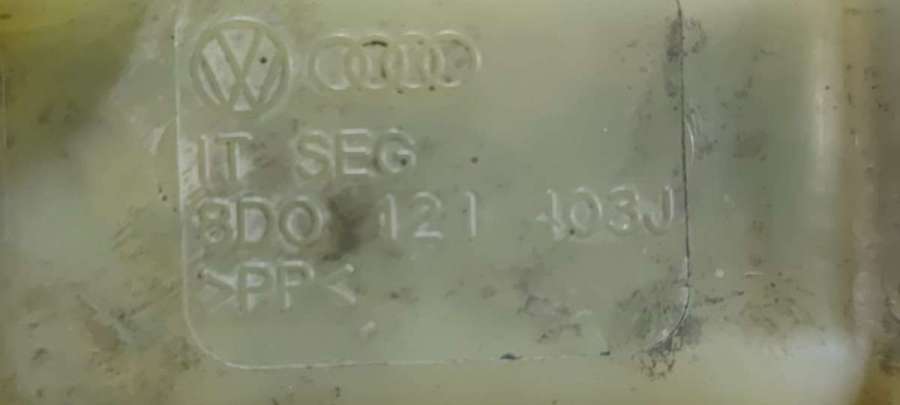 IT SEG
8D0 121 403J
>PP<